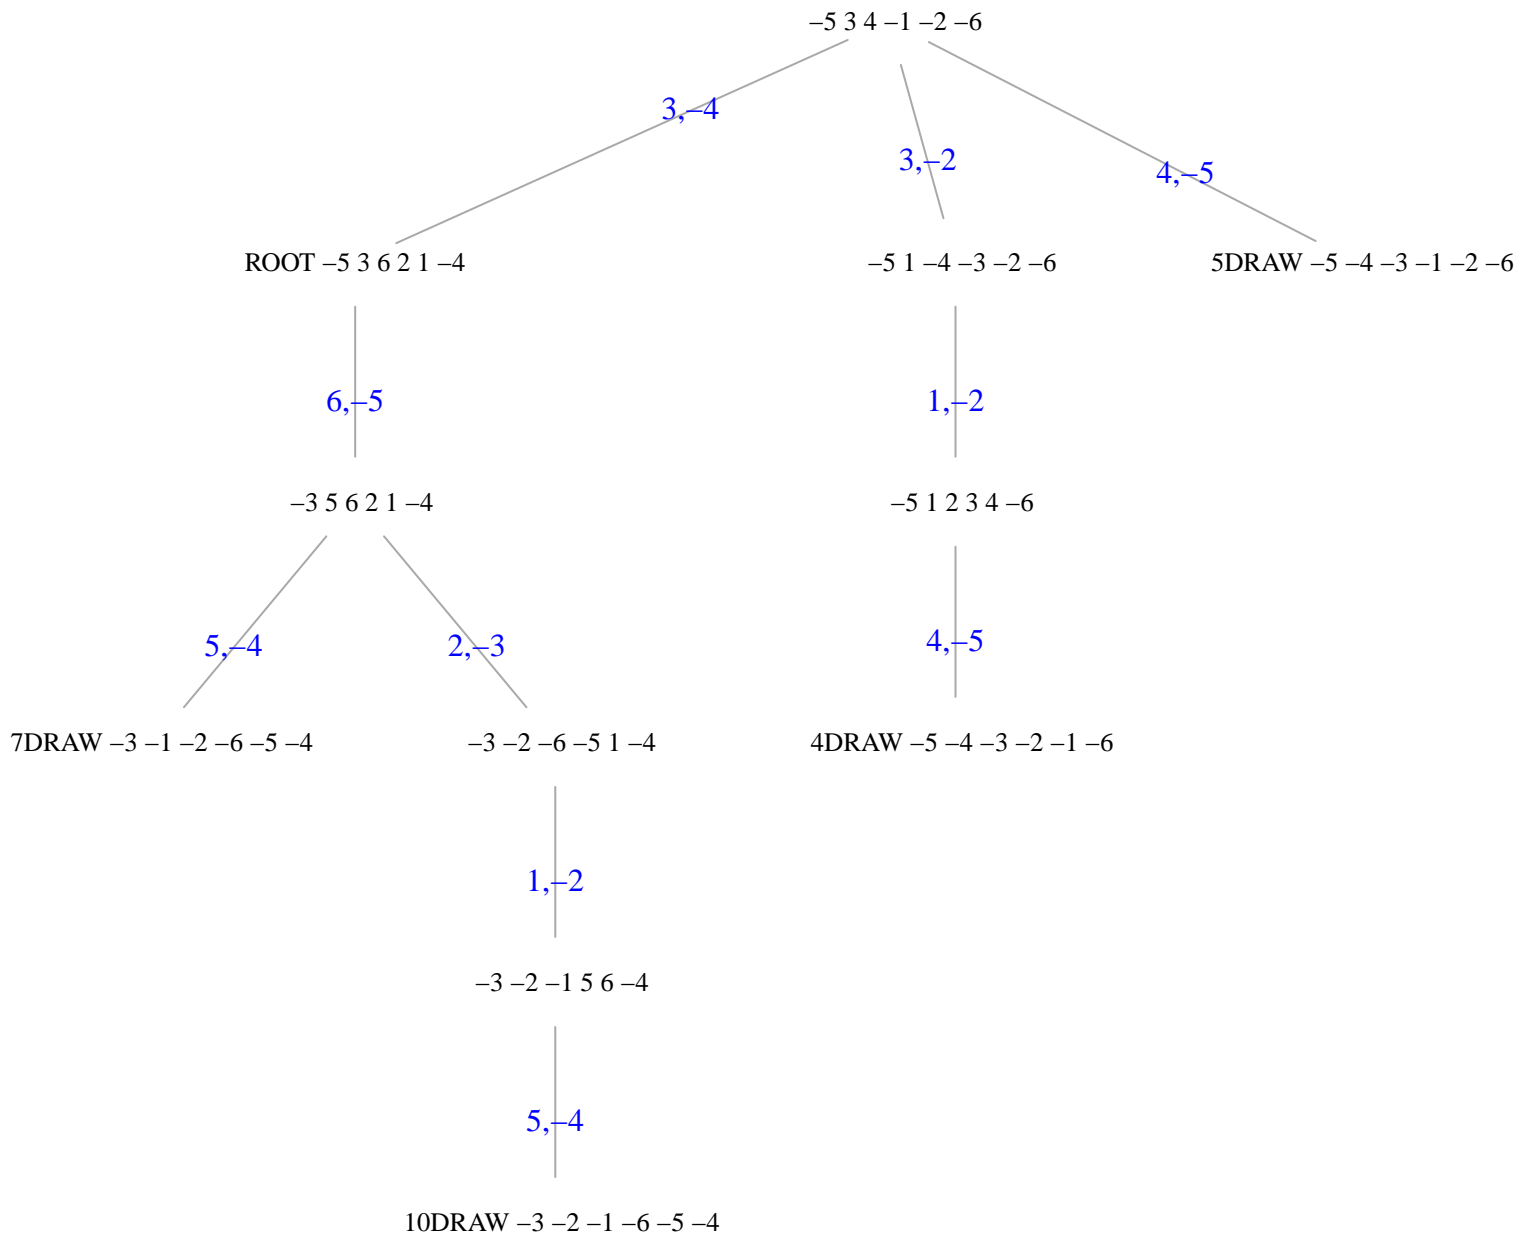 –5 3 4 –1 –2 –6
3,–4
3,–2
4,–5
ROOT –5 3 6 2 1 –4
–5 1 –4 –3 –2 –6
5DRAW –5 –4 –3 –1 –2 –6
6,–5
1,–2
–3 5 6 2 1 –4
–5 1 2 3 4 –6
5,–4
2,–3
4,–5
7DRAW –3 –1 –2 –6 –5 –4
–3 –2 –6 –5 1 –4
4DRAW –5 –4 –3 –2 –1 –6
1,–2
–3 –2 –1 5 6 –4
5,–4
10DRAW –3 –2 –1 –6 –5 –4